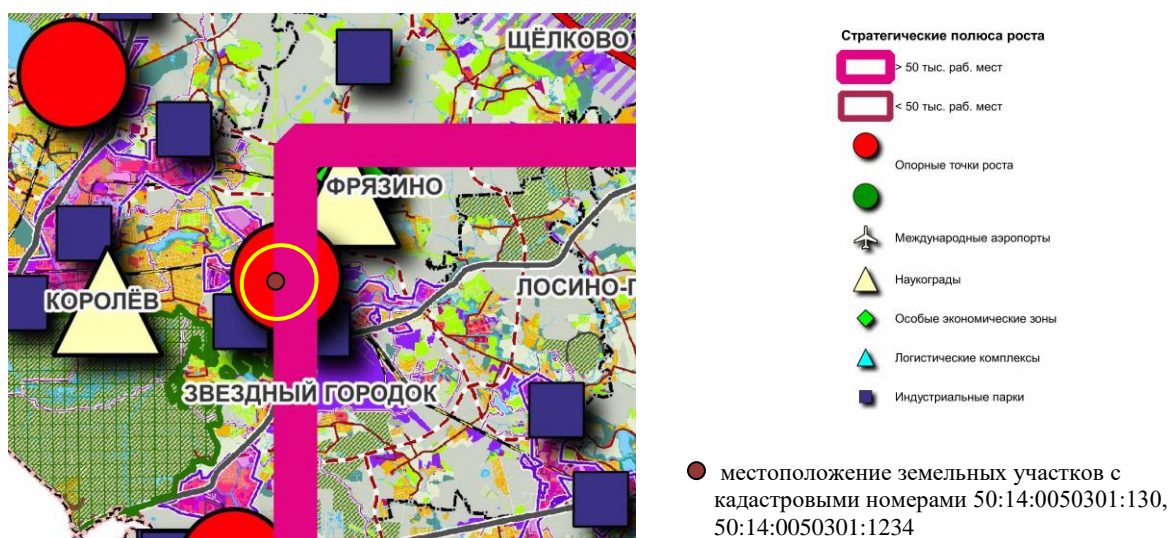 ЩЁЛКОВО
ФРЯЗИНО
КОРОЛЁВ
ЛОСИНО-П
ЗВЕЗДНЫЙ ГОРОДОК
Стратегические полюса роста
> 50 тыс. раб. мест
< 50 тыс. раб. мест
Опорные точки роста
Международные аэропорты
Наукограды
Особые экономические зоны
Логистические комплексы
Индустриальные парки
местоположение земельных участков с
кадастровыми номерами 50:14:0050301:130,
50:14:0050301:1234